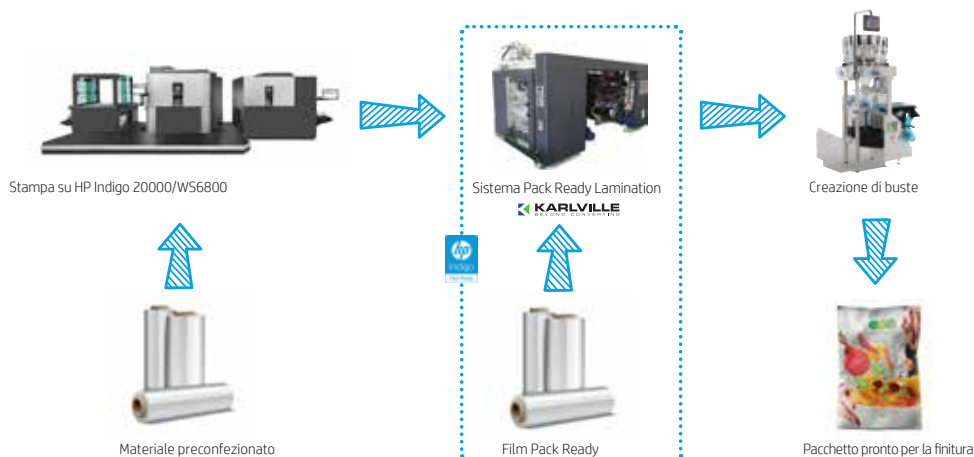 Stampa su HP Indigo 20000/WS6800
Sistema Pack Ready Lamination
KARLVILLE
BEYOND CONVERTING
Creazione di buste
hp
Indigo
Materiale preconfezionato
Film Pack Ready
Pacchetto pronto per la finitura